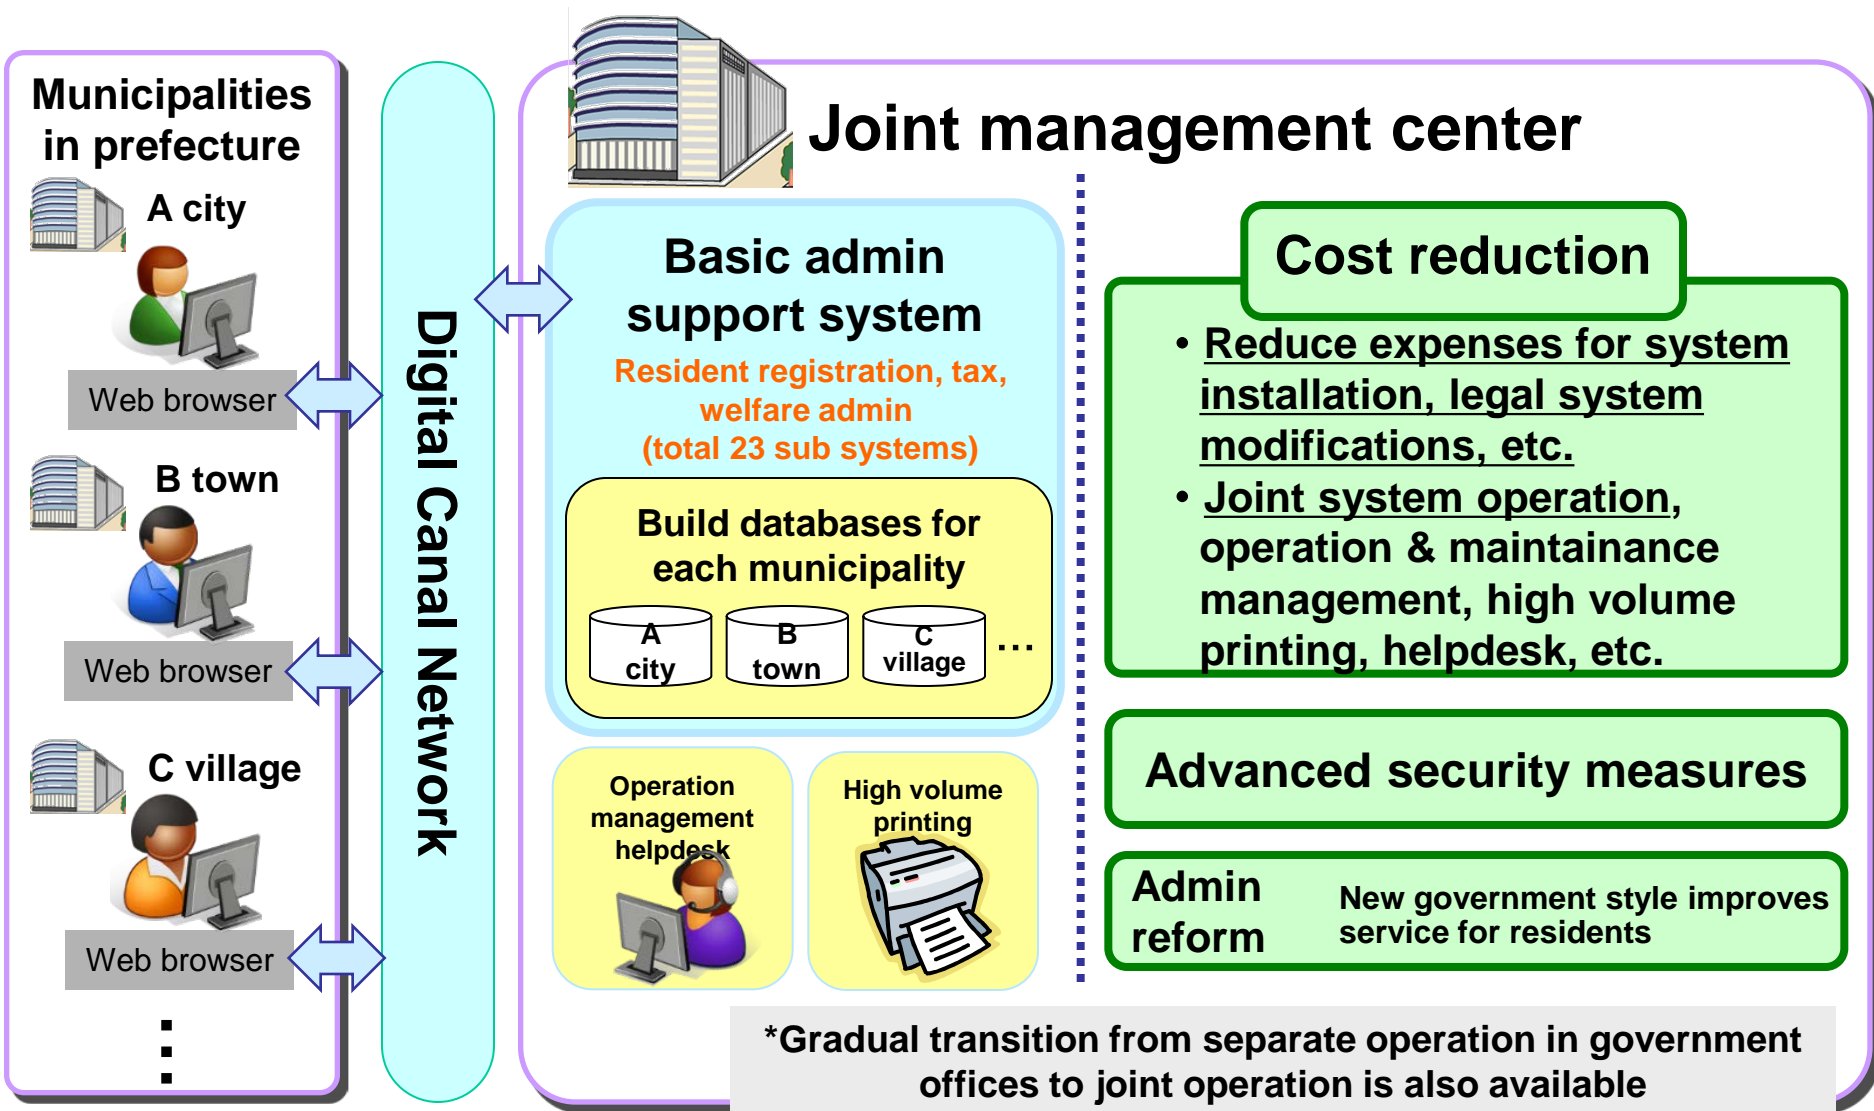 Municipalities
in prefecture
A city
Web browser
B town
Web browser
C village
Web browser
Digital Canal Network
Joint management center
Basic admin
support system
Resident registration, tax,
welfare admin
(total 23 sub systems)
Build databases for
each municipality
A
city
B
town
C
village
...
Operation
management
helpdesk
High volume
printing
Cost reduction
• Reduce expenses for system
installation, legal system
modifications, etc.
• Joint system operation,
operation & maintainance
management, high volume
printing, helpdesk, etc.
Advanced security measures
Admin
reform
New government style improves
service for residents
*Gradual transition from separate operation in government
offices to joint operation is also available